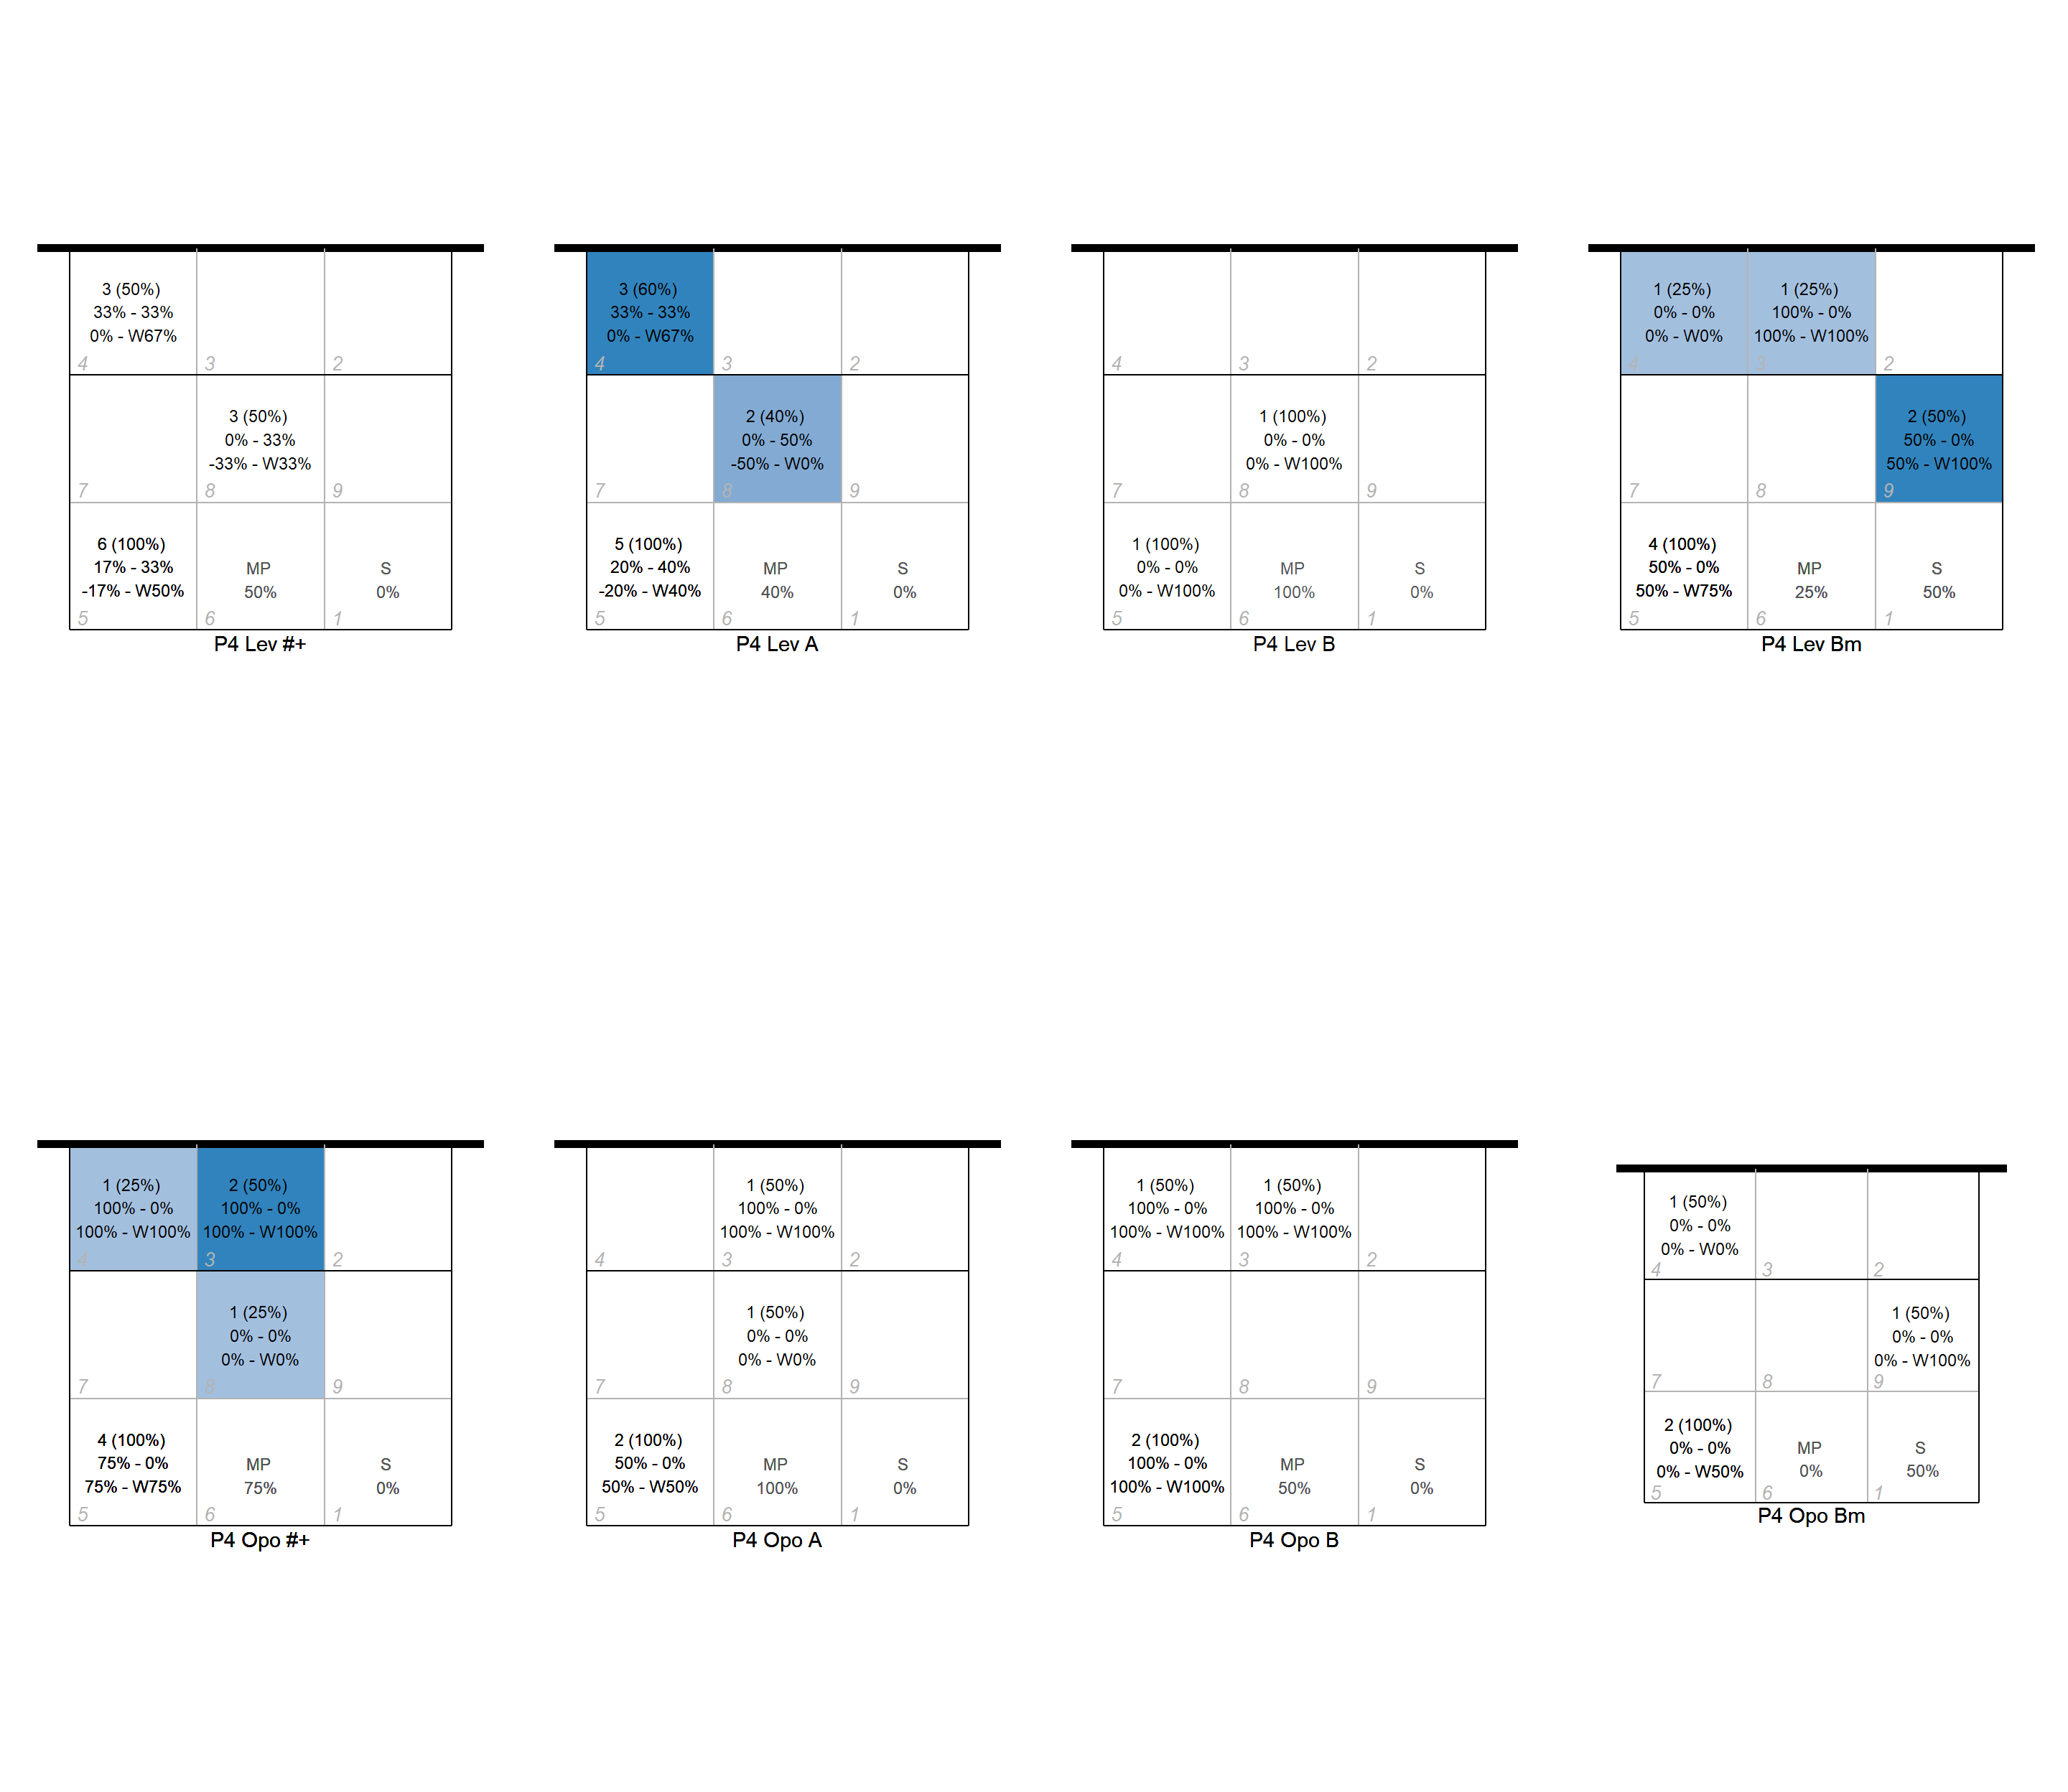 3 (50%)
33% - 33%
0% - W67%
4
3
2
3 (50%)
0% - 33%
-33% - W33%
7
8
9
6 (100%)
17% - 33%
-17% - W50%
MP
50%
S
0%
5
6
1
P4 Lev #+
3 (60%)
33% - 33%
0% - W67%
4
3
2
2 (40%)
0% - 50%
-50% - W0%
7
8
9
5 (100%)
20% - 40%
-20% - W40%
MP
40%
S
0%
5
6
1
P4 Lev A
4
3
2
1 (100%)
0% - 0%
0% - W100%
7
8
9
1 (100%)
0% - 0%
0% - W100%
MP
100%
S
0%
5
6
1
P4 Lev B
1 (25%)
0% - 0%
0% - W0%
4
1 (25%)
100% - 0%
100% - W100%
3
2
2 (50%)
50% - 0%
50% - W100%
7
8
9
4 (100%)
50% - 0%
50% - W75%
MP
25%
S
50%
5
6
1
P4 Lev Bm
1 (25%)
100% - 0%
100% - W100%
4
2 (50%)
100% - 0%
100% - W100%
3
2
1 (25%)
0% - 0%
0% - W0%
7
8
9
4 (100%)
75% - 0%
75% - W75%
MP
75%
S
0%
5
6
1
P4 Opo #+
1 (50%)
100% - 0%
100% - W100%
4
3
2
1 (50%)
0% - 0%
0% - W0%
7
8
9
2 (100%)
50% - 0%
50% - W50%
MP
100%
S
0%
5
6
1
P4 Opo A
1 (50%)
100% - 0%
100% - W100%
4
1 (50%)
100% - 0%
100% - W100%
3
2
7
8
9
2 (100%)
100% - 0%
100% - W100%
MP
50%
S
0%
5
6
1
P4 Opo B
1 (50%)
0% - 0%
0% - W0%
4
3
2
1 (50%)
0% - 0%
0% - W100%
7
8
9
2 (100%)
0% - 0%
0% - W50%
MP
0%
S
50%
5
6
1
P4 Opo Bm